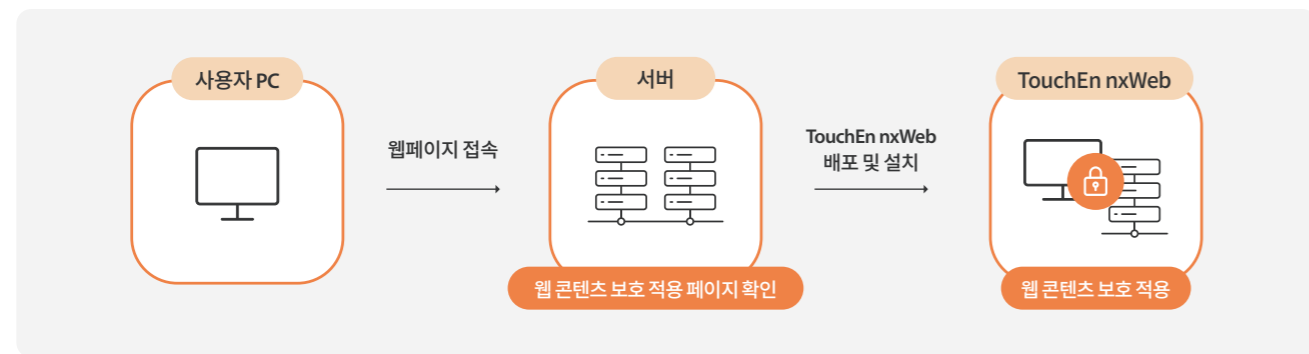 사용자 PC
서버
TouchEn nxWeb
웹페이지 접속
TouchEn nxWeb
배포 및 설치
웹 콘텐츠 보호 적용 페이지 확인
웹 콘텐츠 보호 적용